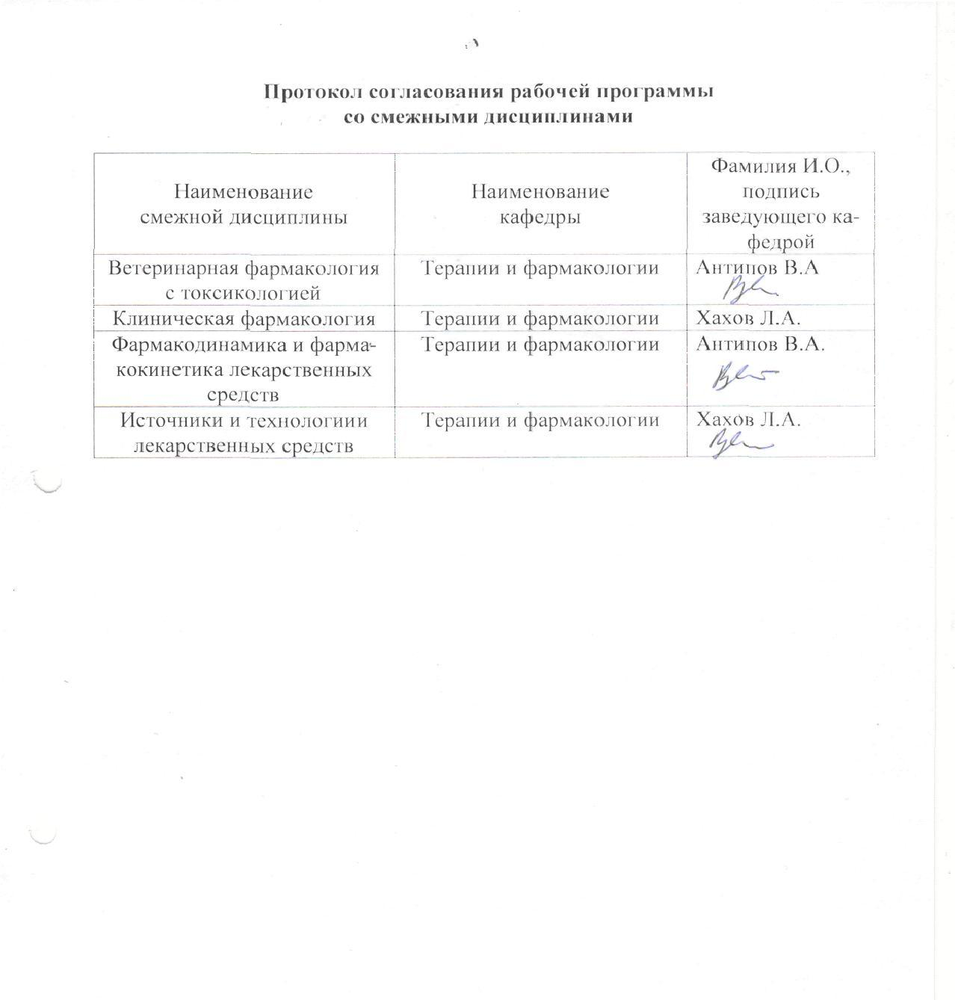 Протокол согласования рабочей программы
со смежными дисциплинами
Наименование
смежной дисциплины
Наименование
кафедры
Фамилия И.О.,
подпись
заведующего ка-
федрой
Ветеринарная фармакология
с токсикологией
Терапии и фармакологии
Антипов В.А
Клиническая фармакология
Терапии и фармакологии
Хахов Л.А.
Фармакодинамика и фарма-
кокинетика лекарственных
средств
Терапии и фармакологии
Антипов В.А.
Источники и технологиии
лекарственных средств
Терапии и фармакологии
Хахов Л.А.